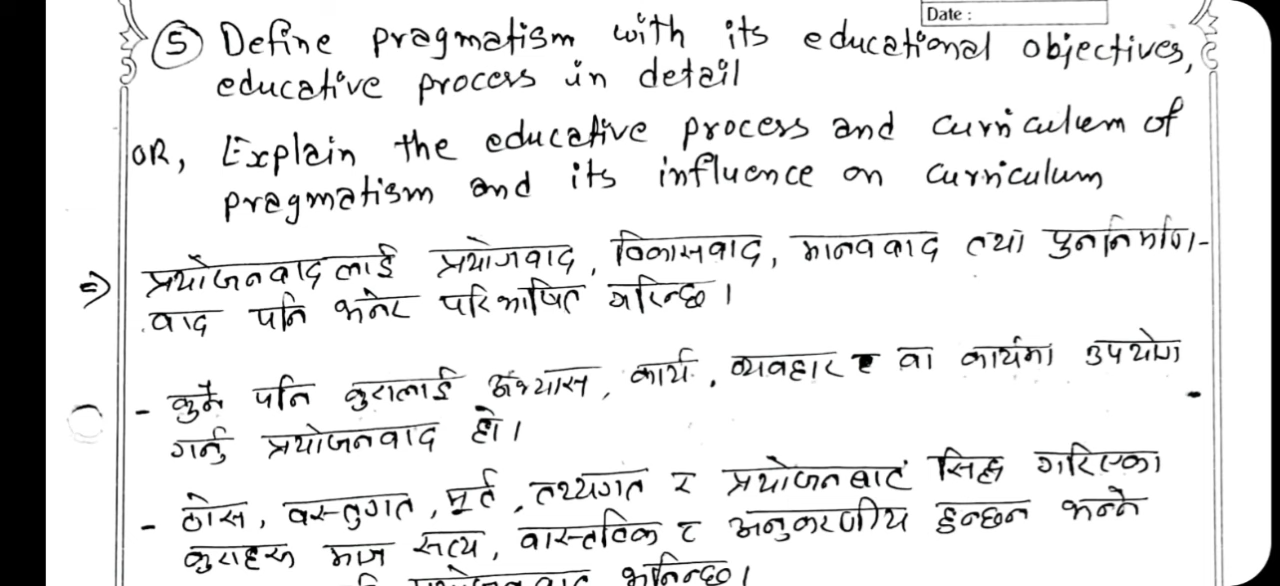 Date :
⑤ Define pragmatism with its educational objectives,
educative process in detail
OR, Explain the educative process and curriculum of
pragmatism and its influence on curriculum
⇒ प्रयोजनवादलाई प्रयोगवाद, विकासवाद, मानववाद तथा पुननिर्माण-
वाद पनि भनेर परिभाषित गरिन्छ।
- कुनै पनि कुरालाई अभ्यास, कार्य, व्यवहार वा कार्यमा उपयोग
गर्नु प्रयोजनवाद हो।
- ठोस, वस्तुगत, मूर्त, तथ्यगत र प्रयोजनबाट सिद्ध गरिएका
कुराहरू मात्र सत्य, वास्तविक र अनुकरणीय हुन्छन भन्ने
भनिन्छ।